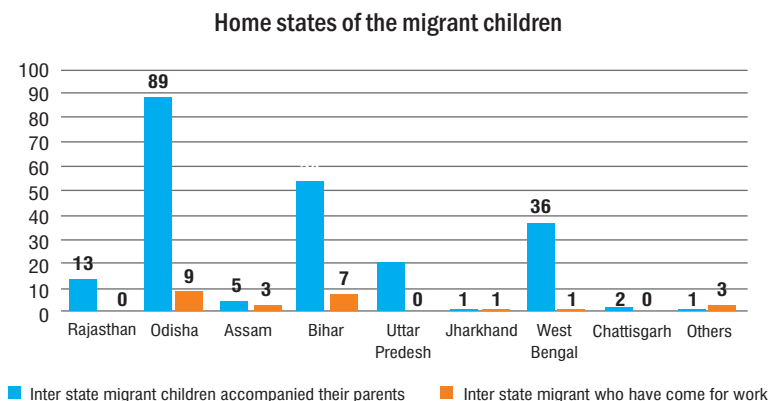 Home states of the migrant children
100
90
80
70
60
50
40
30
20
10
0
13
0
89
9
5
3
7
0
1
1
36
1
2
0
1
3
Rajasthan
Odisha
Assam
Bihar
Uttar
Predesh
Jharkhand
West
Bengal
Chattisgarh
Others
Inter state migrant children accompanied their parents
Inter state migrant who have come for work